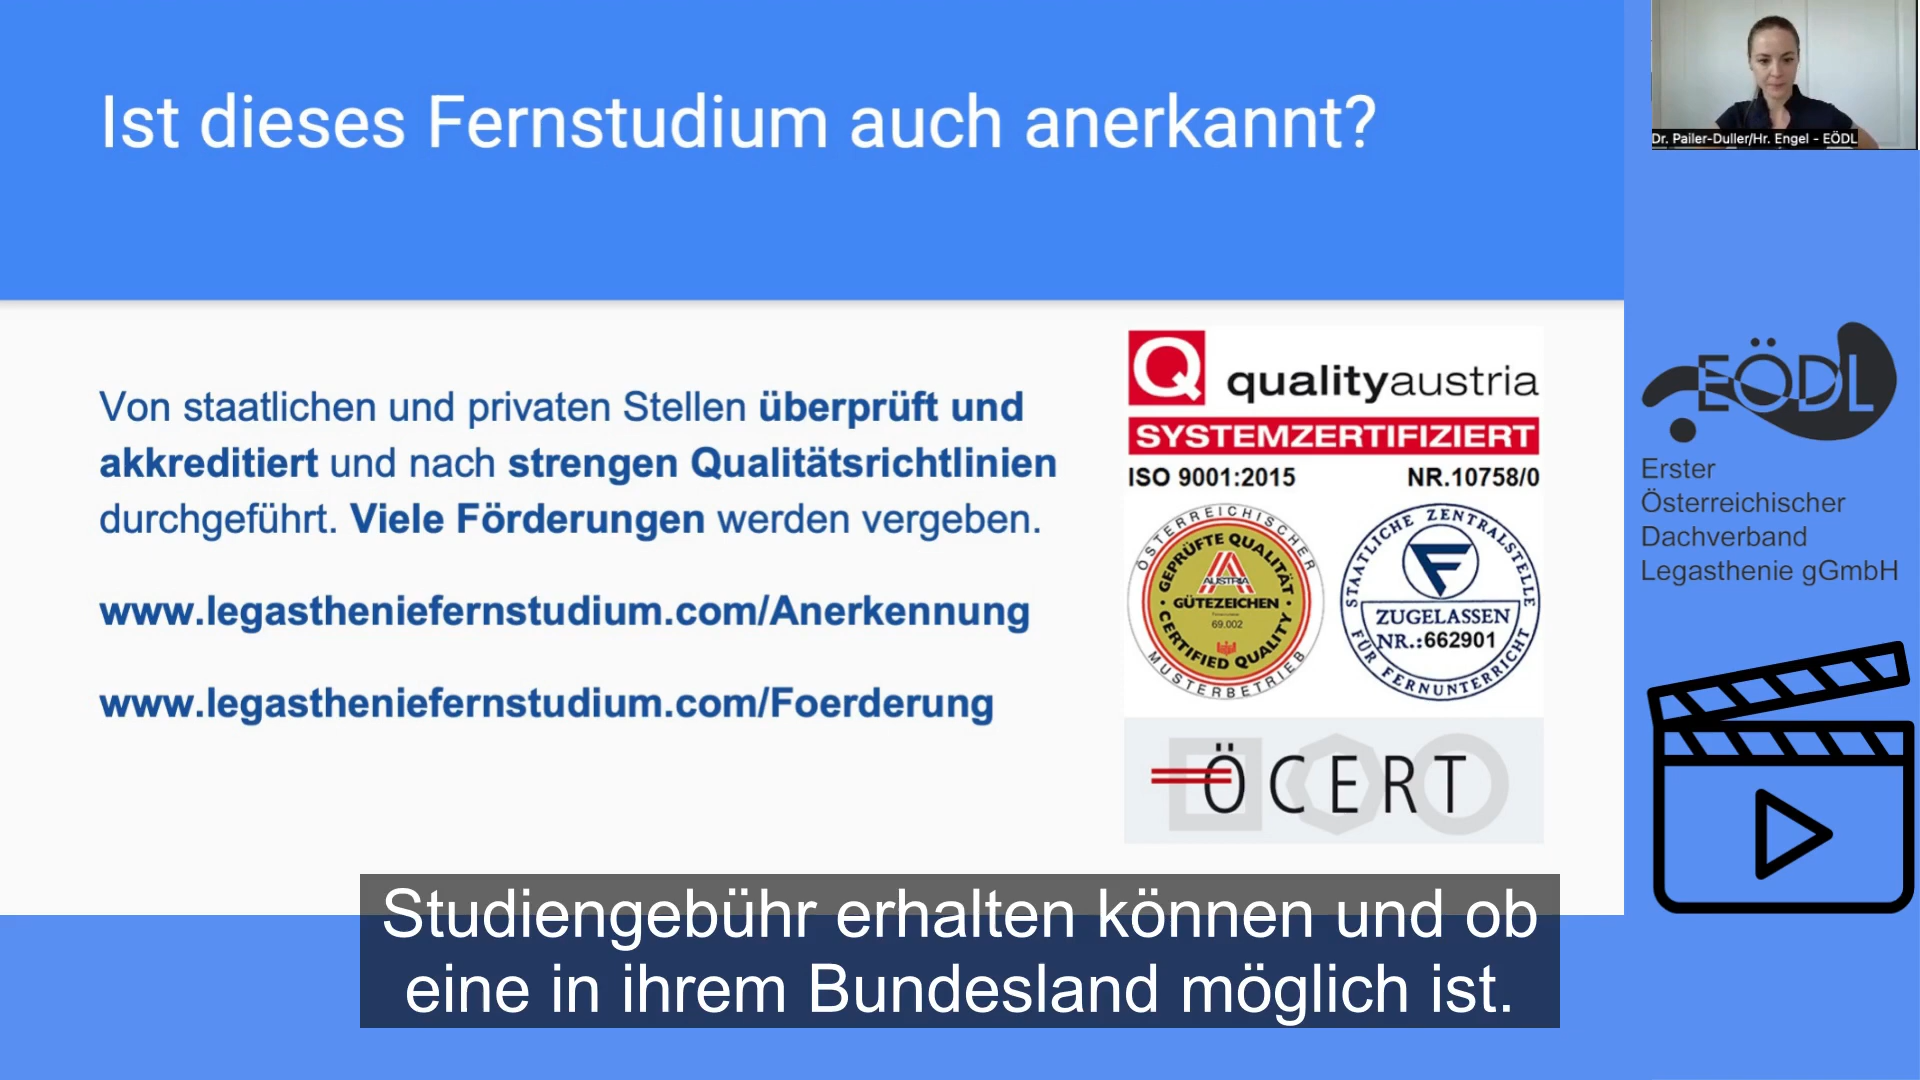 Ist dieses Fernstudium auch anerkannt?
Dr. Pailer-Duller/Hr. Engel - EÖDL
Von staatlichen und privaten Stellen überprüft und
akkreditiert und nach strengen Qualitätsrichtlinien
durchgeführt. Viele Förderungen werden vergeben.
www.legastheniefernstudium.com/Anerkennung
www.legastheniefernstudium.com/Foerderung
Q qualityaustria
SYSTEMZERTIFIZIERT
ISO 9001:2015 NR.10758/0
ÖSTERREICHISCHER
GEPRÜFTE QUALITÄT
AUSTRIA
GÜTEZEICHEN
69.002
CERTIFIED QUALITY
MUSTERBETRIEB
STAATLICHE ZENTRALSTELLE
ZUGELASSEN
NR.:662901
FÜR FERNUNTERRICHT
ÖCERT
EÖDL
Erster
Österreichischer
Dachverband
Legasthenie gGmbH
Studiengebühr erhalten können und ob
eine in ihrem Bundesland möglich ist.